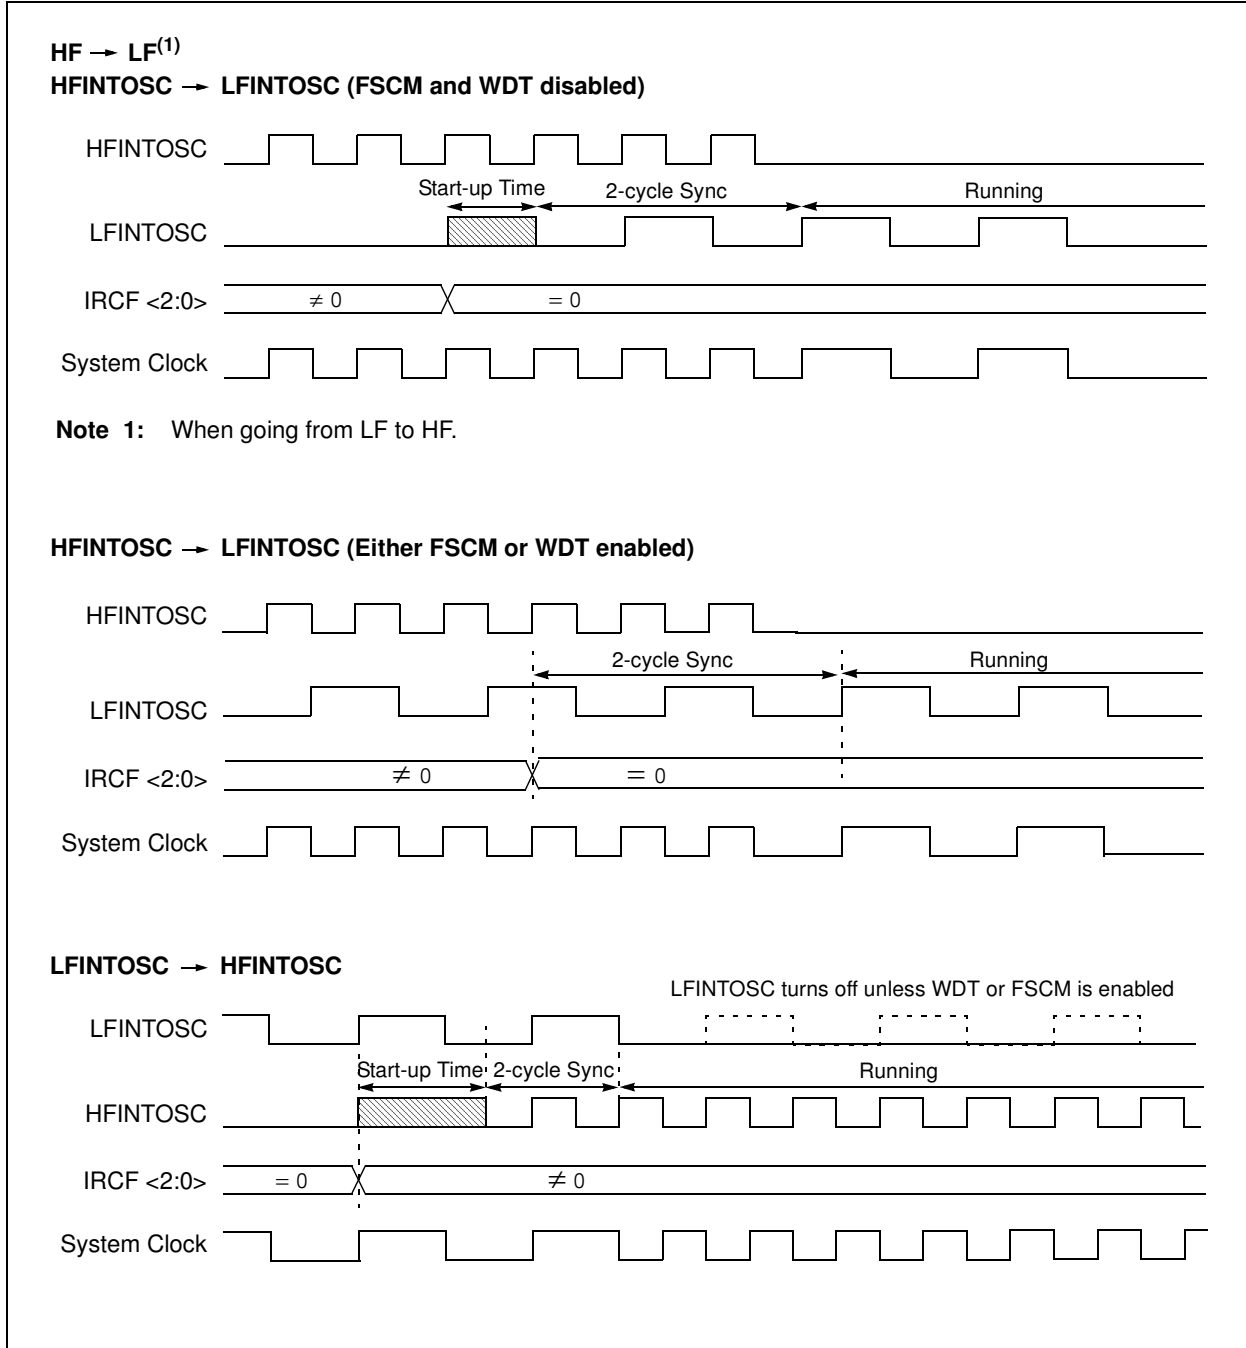 HF → LF(1)
HFINTOSC → LFINTOSC (FSCM and WDT disabled)
HFINTOSC
Start-up Time 2-cycle Sync Running
LFINTOSC
IRCF <2:0> ≠ 0 = 0
System Clock
Note 1: When going from LF to HF.
HFINTOSC → LFINTOSC (Either FSCM or WDT enabled)
HFINTOSC
2-cycle Sync Running
LFINTOSC
IRCF <2:0> ≠ 0 = 0
System Clock
LFINTOSC → HFINTOSC
LFINTOSC turns off unless WDT or FSCM is enabled
LFINTOSC
Start-up Time 2-cycle Sync Running
HFINTOSC
IRCF <2:0> = 0 ≠ 0
System Clock